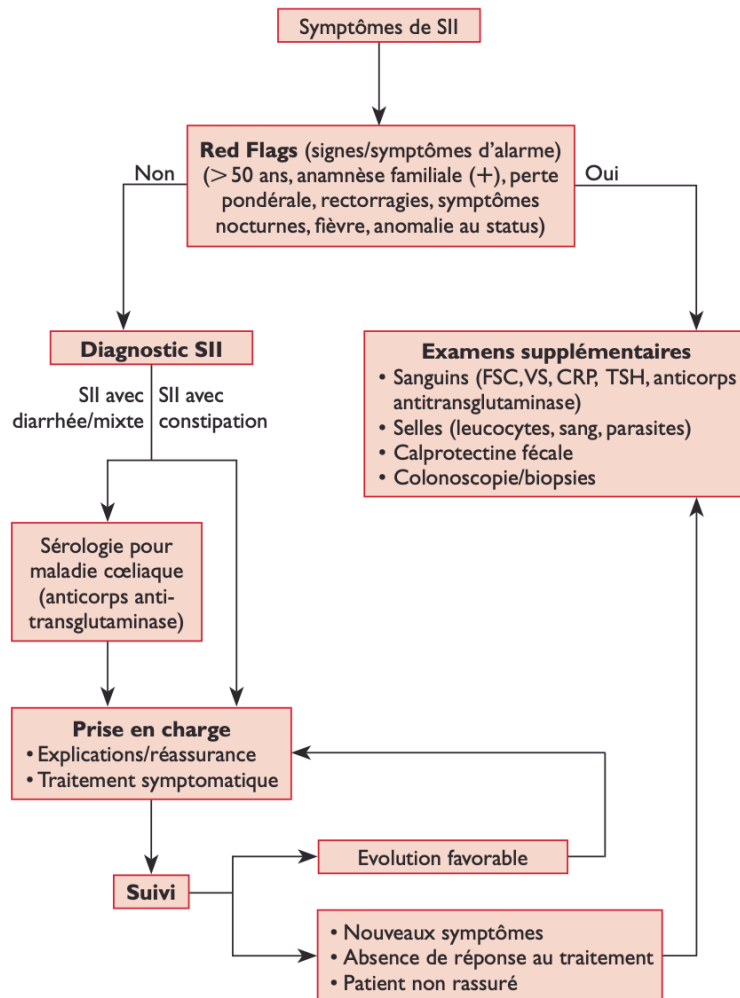 Symptômes de SII
Red Flags (signes/symptômes d'alarme)
(> 50 ans, anamnèse familiale (+), perte
pondérale, rectorragies, symptômes
nocturnes, fièvre, anomalie au status)
Non
Oui
Diagnostic SII
SII avec
diarrhée/mixte
SII avec
constipation
Examens supplémentaires
• Sanguins (FSC, VS, CRP, TSH, anticorps
antitransglutaminase)
• Selles (leucocytes, sang, parasites)
• Calprotectine fécale
• Colonoscopie/biopsies
Sérologie pour
maladie cœliaque
(anticorps anti-
transglutaminase)
Prise en charge
• Explications/réassurance
• Traitement symptomatique
Suivi
Evolution favorable
• Nouveaux symptômes
• Absence de réponse au traitement
• Patient non rassuré